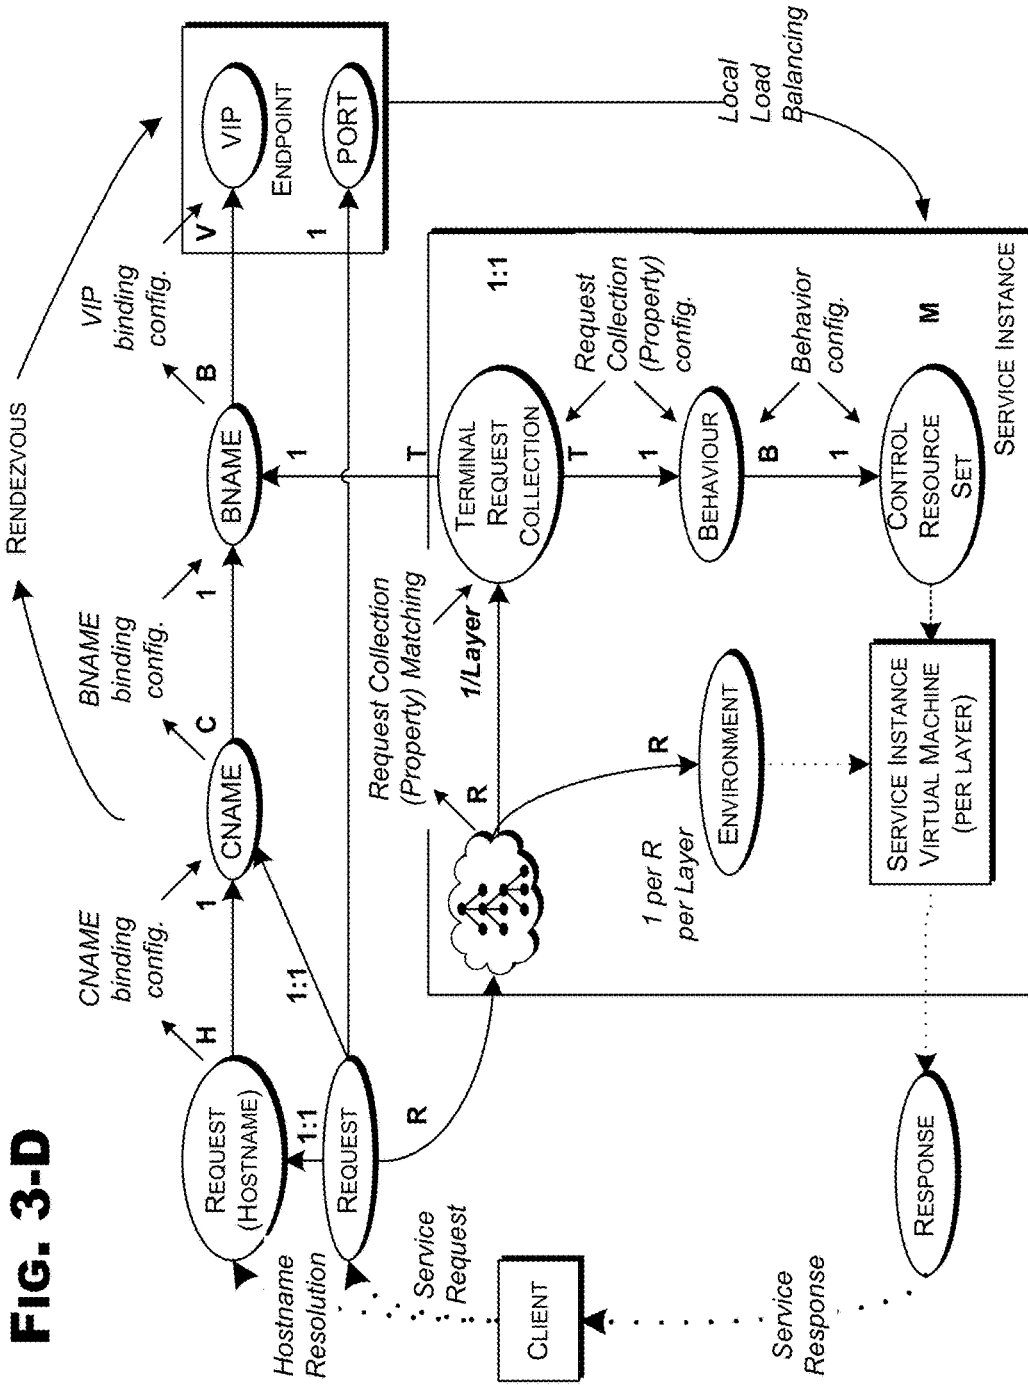 FIG. 3-D
RENDEZVOUS
CNAME
binding
config.
BNAME
binding
config.
VIP
binding
config.
H
1
C
1
B
V
REQUEST
(HOSTNAME)
CNAME
BNAME
VIP
ENDPOINT
PORT
1
Hostname
Resolution
1:1
1:1
1
REQUEST
Service
Request
R
Request Collection
(Property) Matching
T
R
1/Layer
TERMINAL
REQUEST
COLLECTION
1:1
CLIENT
T
Request
Collection
(Property)
config.
1
1 per R
per Layer
R
ENVIRONMENT
BEHAVIOUR
B
Behavior
config.
1
Local
Load
Balancing
Service
Response
RESPONSE
SERVICE INSTANCE
VIRTUAL MACHINE
(PER LAYER)
CONTROL
RESOURCE
SET
M
SERVICE INSTANCE